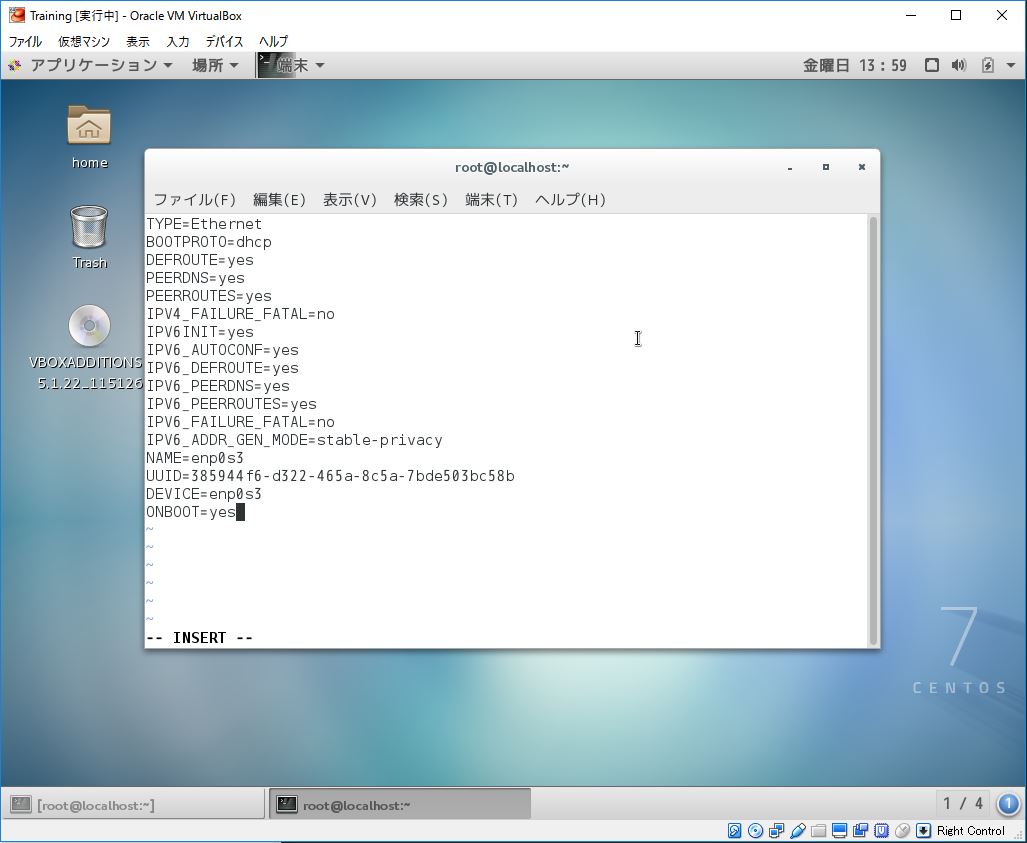 Training [実行中] - Oracle VM VirtualBox
ファイル 仮想マシン 表示 入力 デバイス ヘルプ
アプリケーション 場所 端末 金曜日 13 : 59
home
Trash
VBOXADDITIONS
5.1.22_115126
root@localhost:~
ファイル(F) 編集(E) 表示(V) 検索(S) 端末(T) ヘルプ(H)
TYPE=Ethernet
BOOTPROTO=dhcp
DEFROUTE=yes
PEERDNS=yes
PEERROUTES=yes
IPV4_FAILURE_FATAL=no
IPV6INIT=yes
IPV6_AUTOCONF=yes
IPV6_DEFROUTE=yes
IPV6_PEERDNS=yes
IPV6_PEERROUTES=yes
IPV6_FAILURE_FATAL=no
IPV6_ADDR_GEN_MODE=stable-privacy
NAME=enp0s3
UUID=385944f6-d322-465a-8c5a-7bde503bc58b
DEVICE=enp0s3
ONBOOT=yes
~
~
~
~
~
~
-- INSERT --
7
CENTOS
[root@localhost:~] root@localhost:~ 1 / 4 1
Right Control